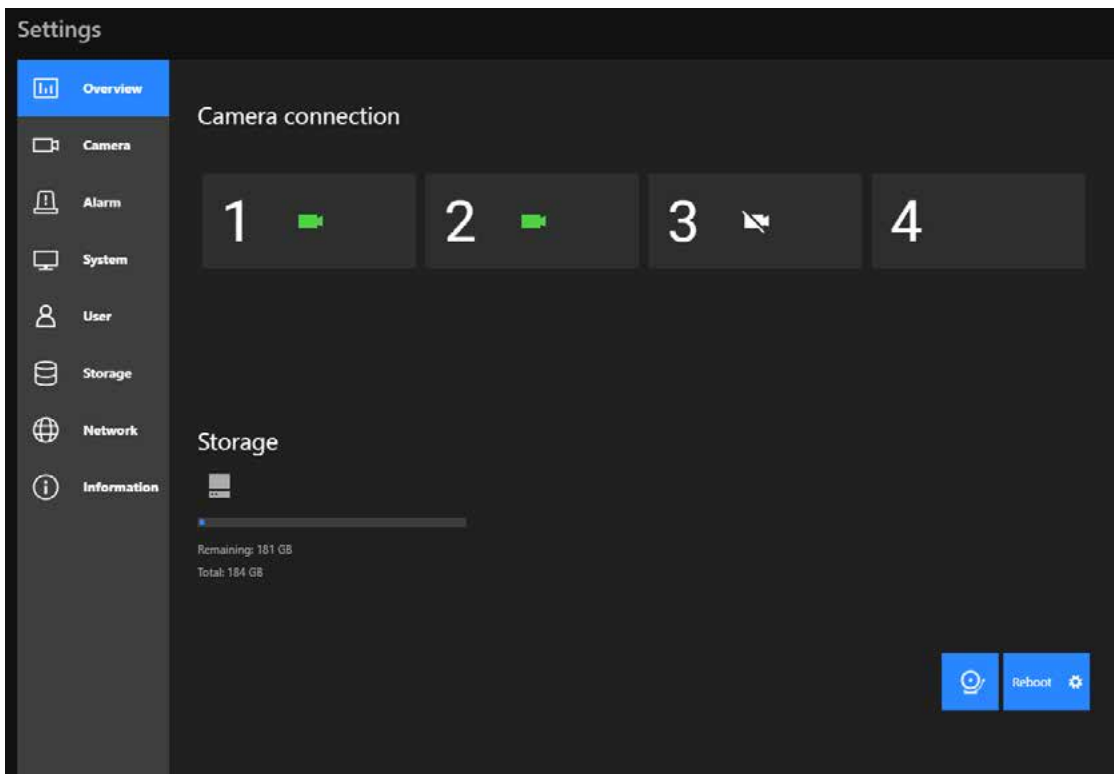 Settings
Overview
Camera
Alarm
System
User
Storage
Network
Information
Camera connection
1
2
3
4
Storage
Remaining: 181 GB
Total: 184 GB
Reboot